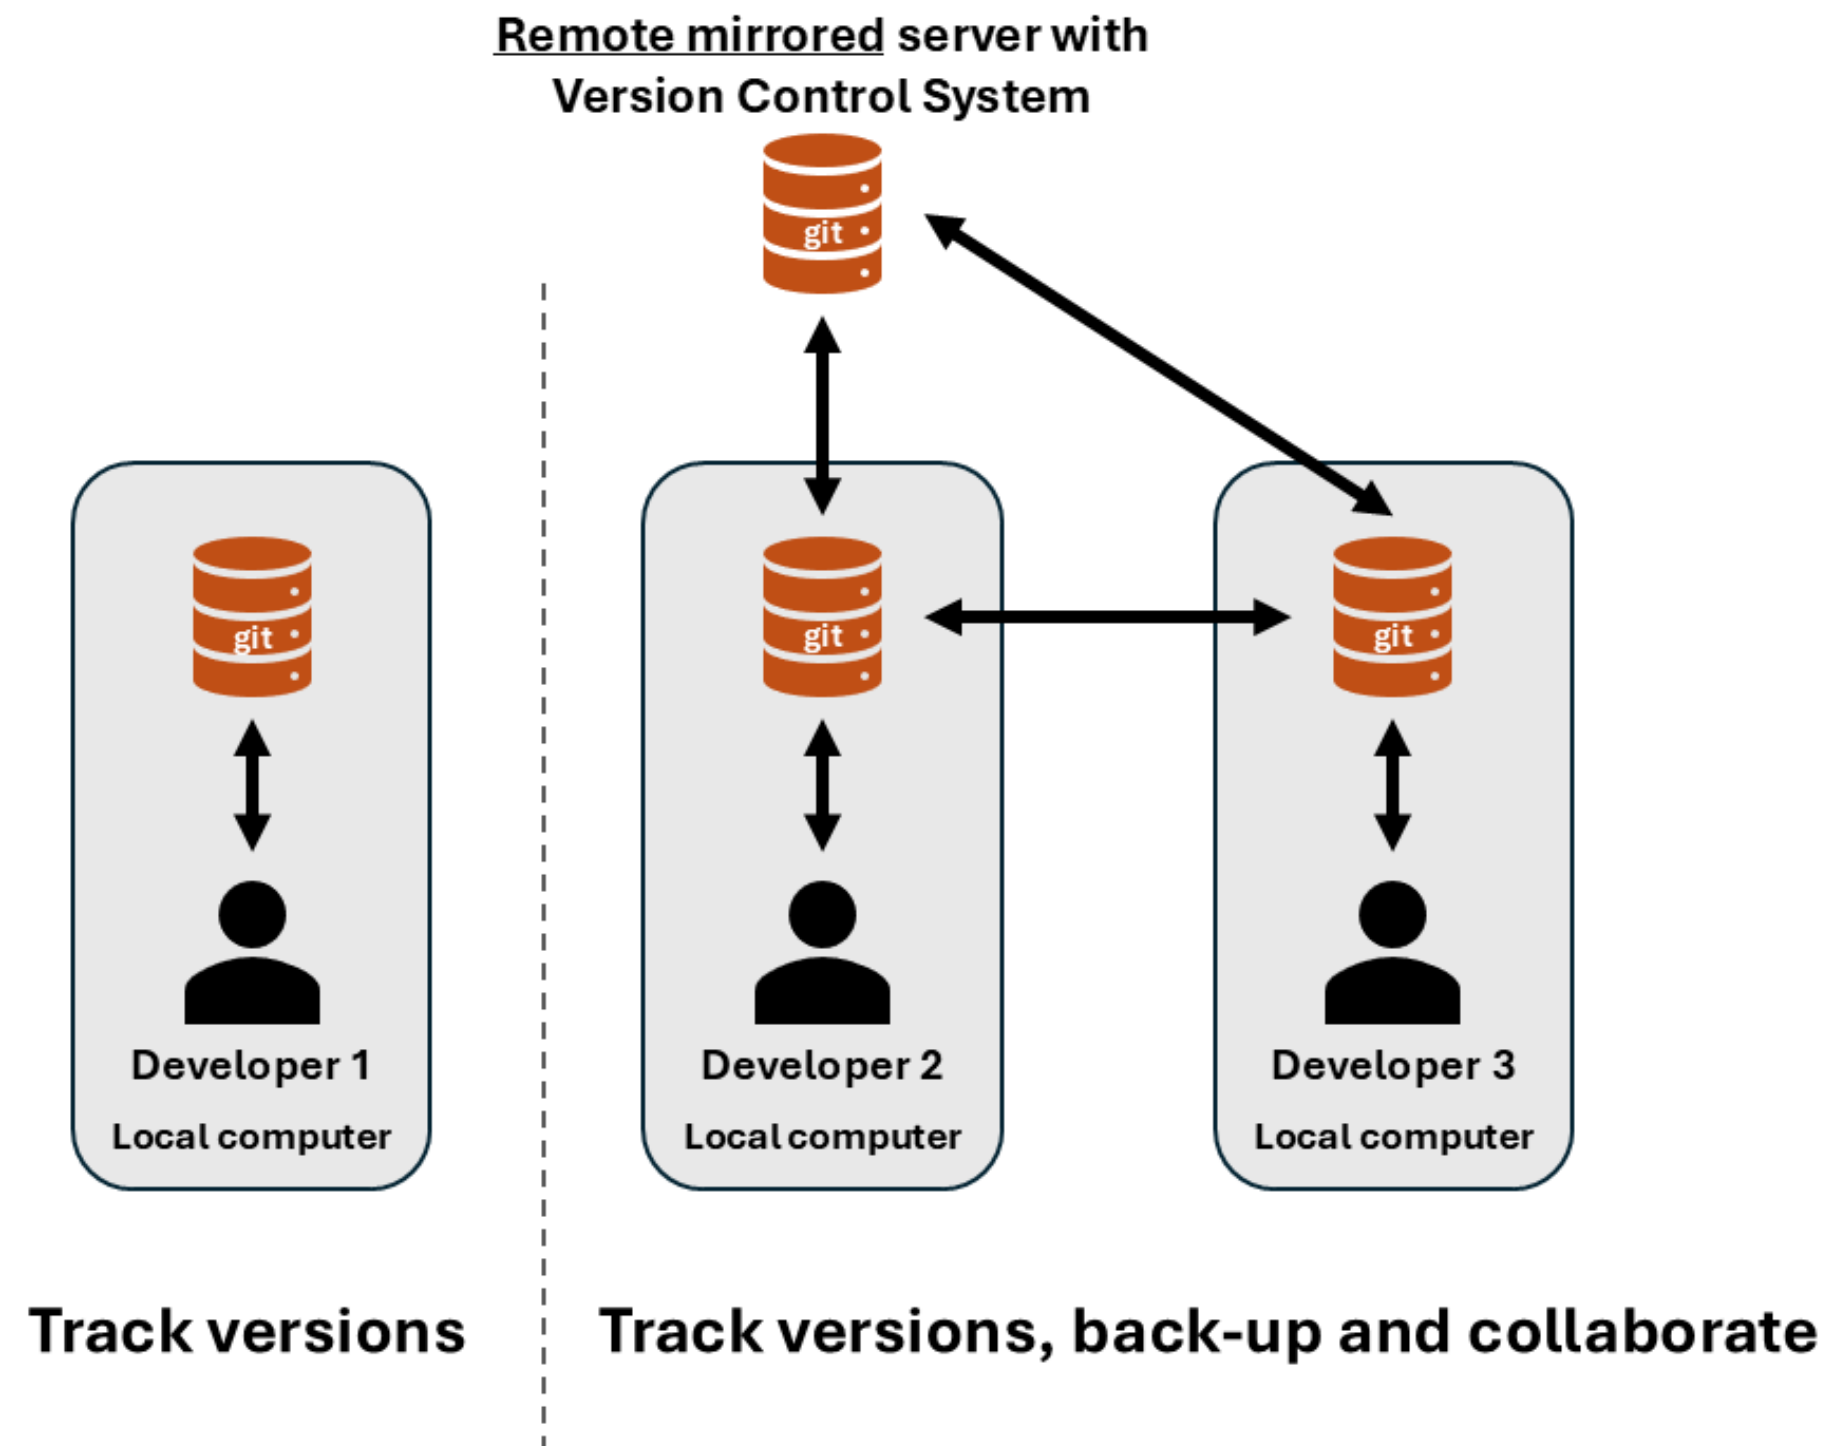 Remote mirrored server with
Version Control System
git
git
git
git
Developer 1
Local computer
Developer 2
Local computer
Developer 3
Local computer
Track versions
Track versions, back-up and collaborate